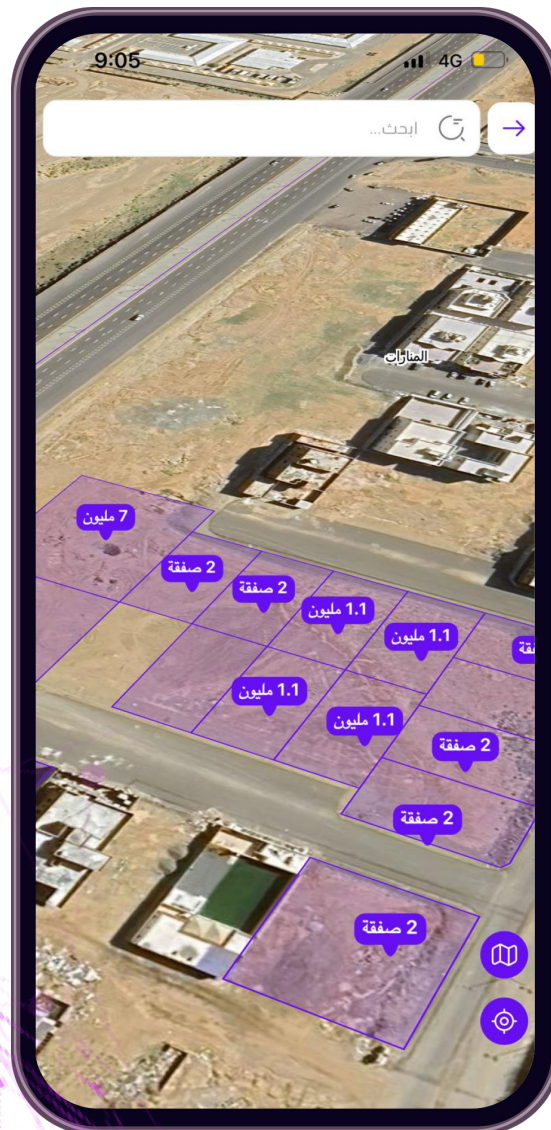 9:05
4G
ابحث...
المنارات
7 مليون
2 صفقة
2 صفقة
1.1 مليون
1.1 مليون
1.1 مليون
1.1 مليون
2 صفقة
2 صفقة
2 صفقة